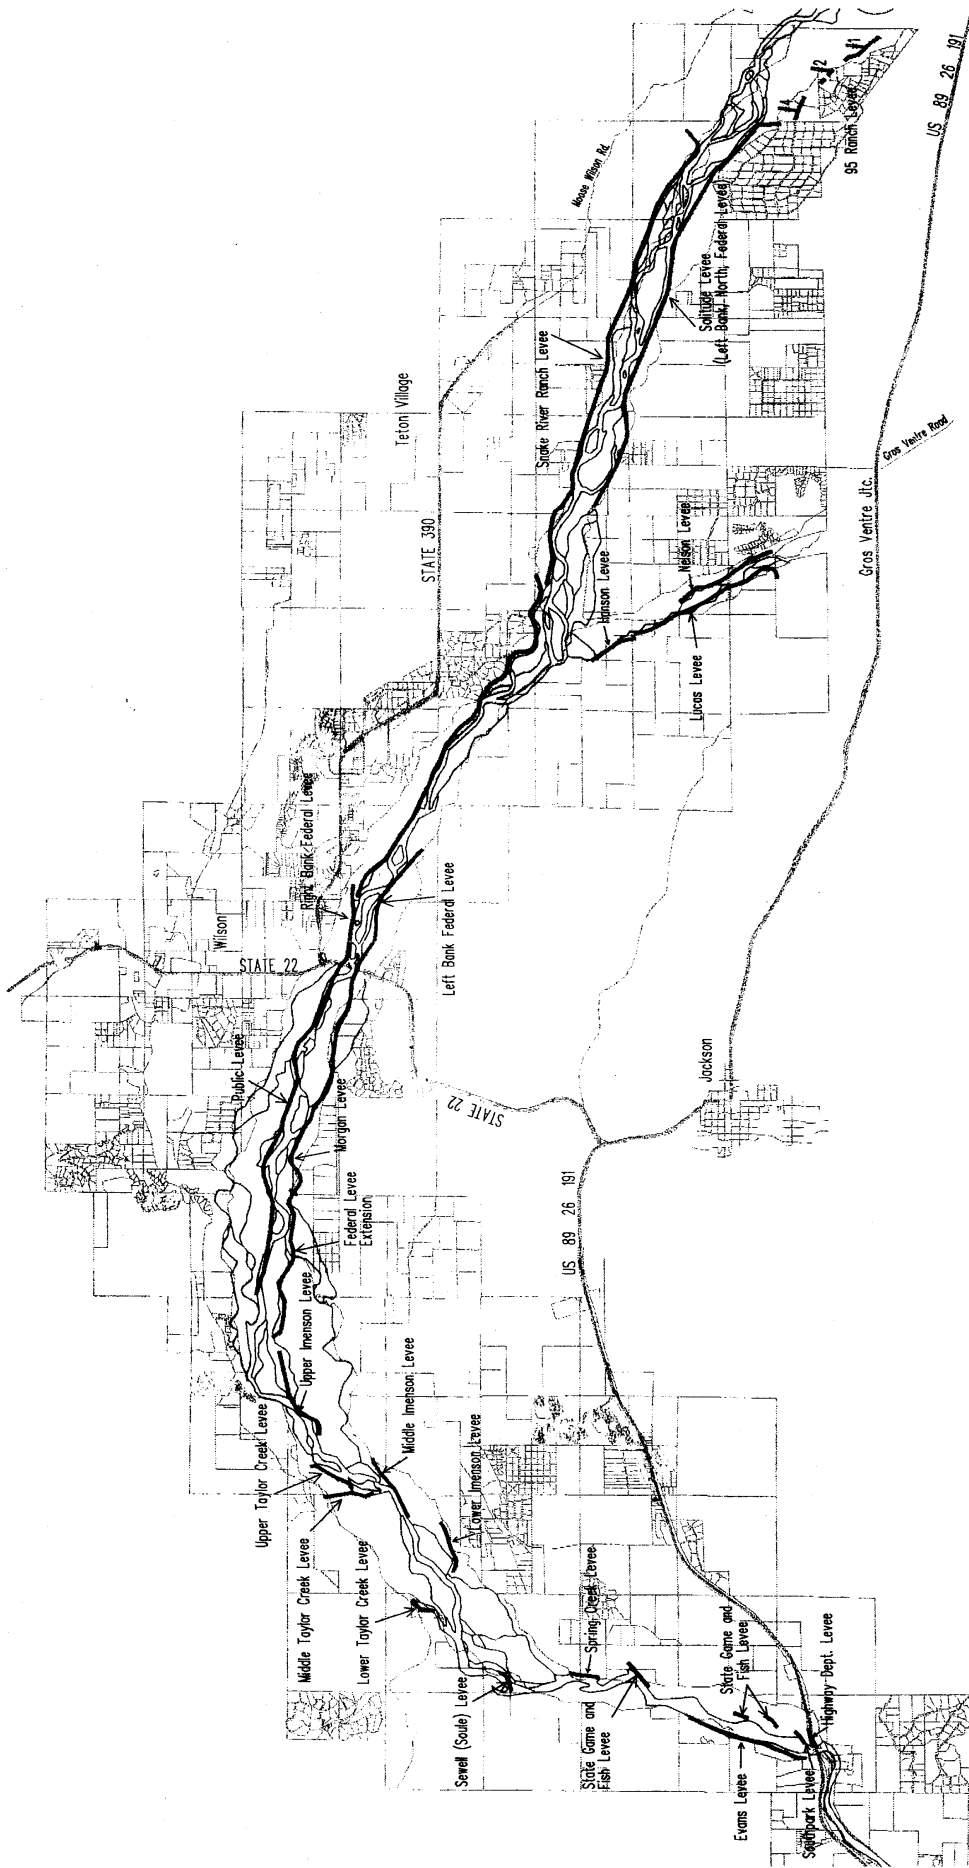 US 89 26 191
#1
#2
#4
95 Ranch Levee
Moose Wilson Rd.
Solitude Levee
(Left Bank, North, Federal Levee)
Snake River Ranch Levee
Teton Village
STATE 390
Gros Ventre Road
Gros Ventre Jtc.
Nelson Levee
Hanson Levee
Lucas Levee
Right Bank Federal Levee
Left Bank Federal Levee
Wilson
STATE 22
Public Levee
Morgan Levee
Federal Levee
Extension
STATE 22
Jackson
US 89 26 191
Upper Imenson Levee
Middle Imenson Levee
Lower Imenson Levee
Upper Taylor Creek Levee
Middle Taylor Creek Levee
Lower Taylor Creek Levee
Sewell (Soule) Levee
Spring Creek Levee
State Game and
Fish Levee
State Game and
Fish Levee
Evans Levee
Southpark Levee
Highway Dept. Levee